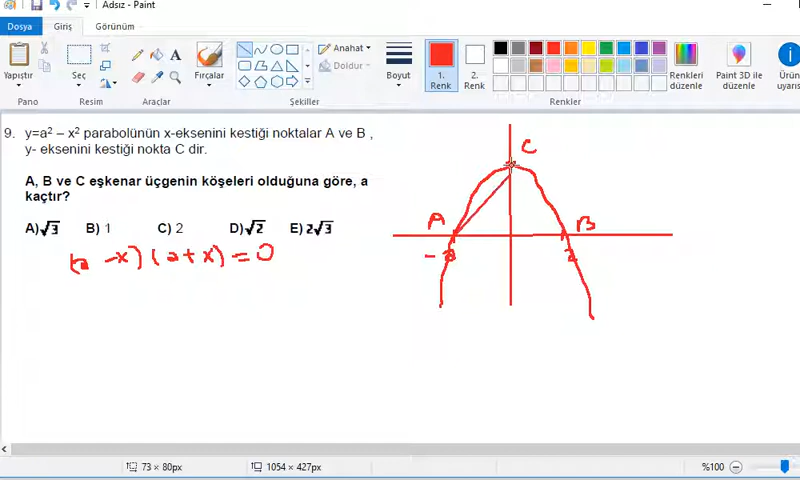 Adsız - Paint
Dosya
Giriş
Görünüm
Yapıştır
Seç
Fırçalar
Anahat
Doldur
Boyut
1.
Renk
2.
Renk
Renkleri
düzenle
Paint 3D ile
düzenle
Ürün
uyarıs
Pano
Resim
Araçlar
Şekiller
Renkler
9. y=a² – x² parabolünün x-eksenini kestiği noktalar A ve B ,
y- eksenini kestiği nokta C dir.
A, B ve C eşkenar üçgenin köşeleri olduğuna göre, a
kaçtır?
A)√3 B) 1 C) 2 D)√2 E) 2√3
(a -x) (a+x) = 0
C
A
B
-a
a
73 × 80px
1054 × 427px
%100